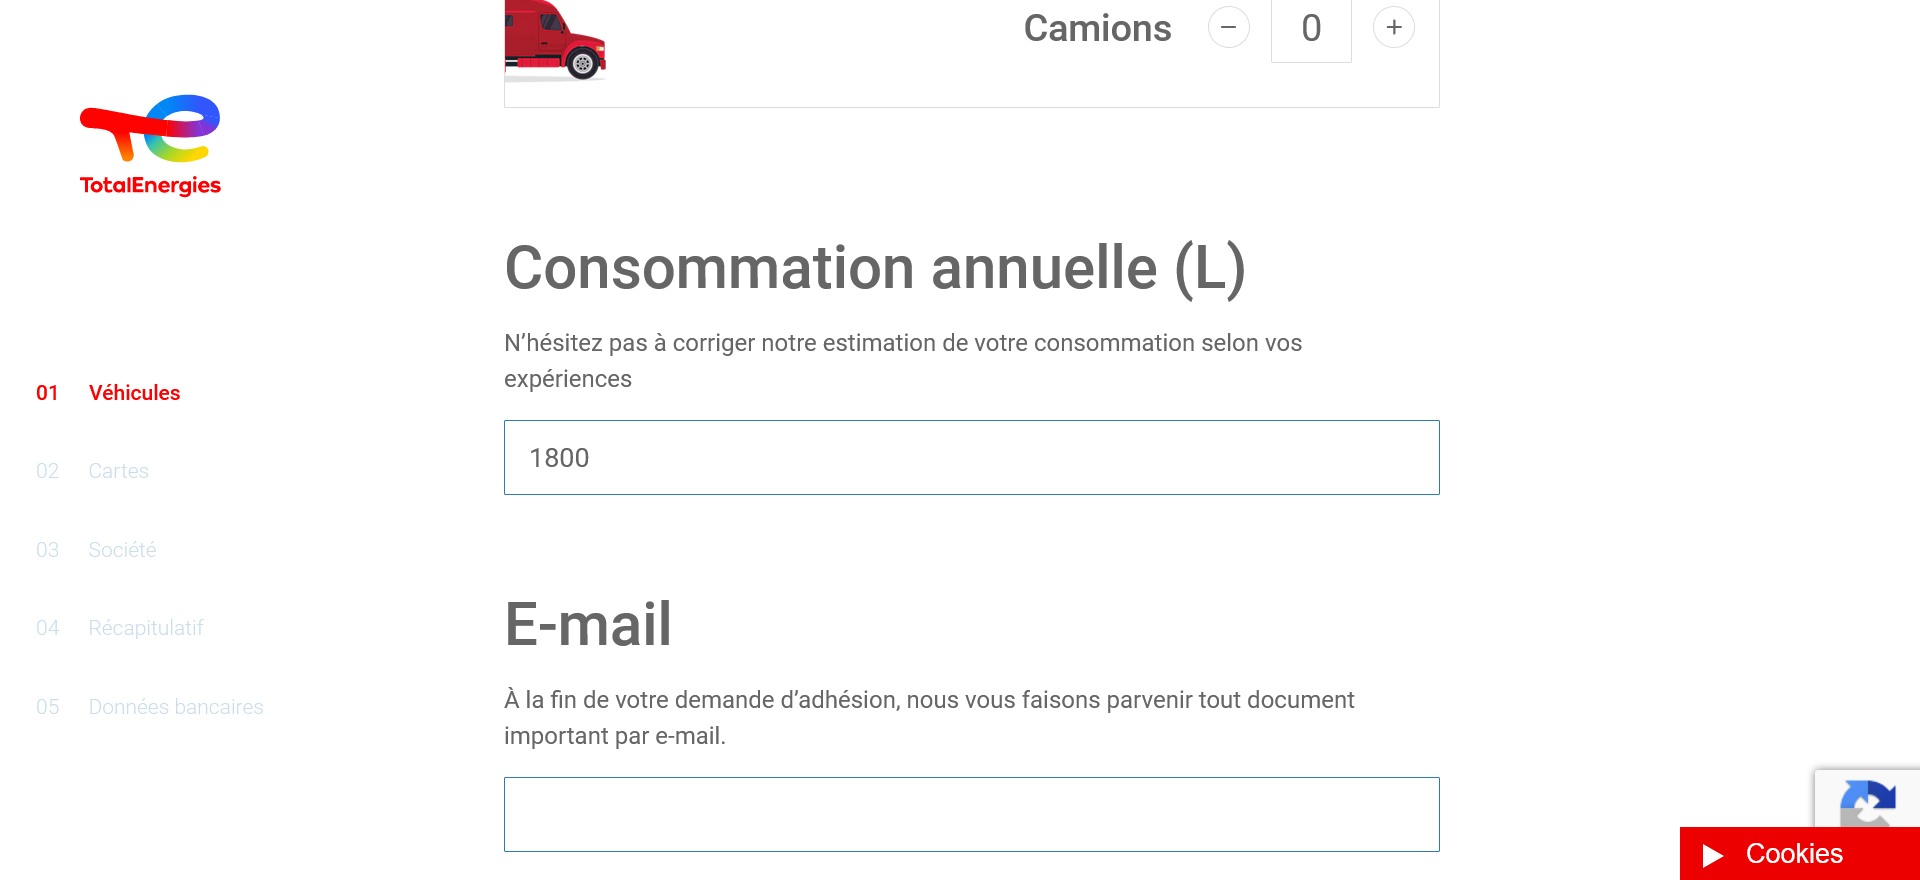 Camions
−
0
+
TotalEnergies
01 Véhicules
02 Cartes
03 Société
04 Récapitulatif
05 Données bancaires
Consommation annuelle (L)
N’hésitez pas à corriger notre estimation de votre consommation selon vos
expériences
1800
E-mail
À la fin de votre demande d’adhésion, nous vous faisons parvenir tout document
important par e-mail.
Cookies